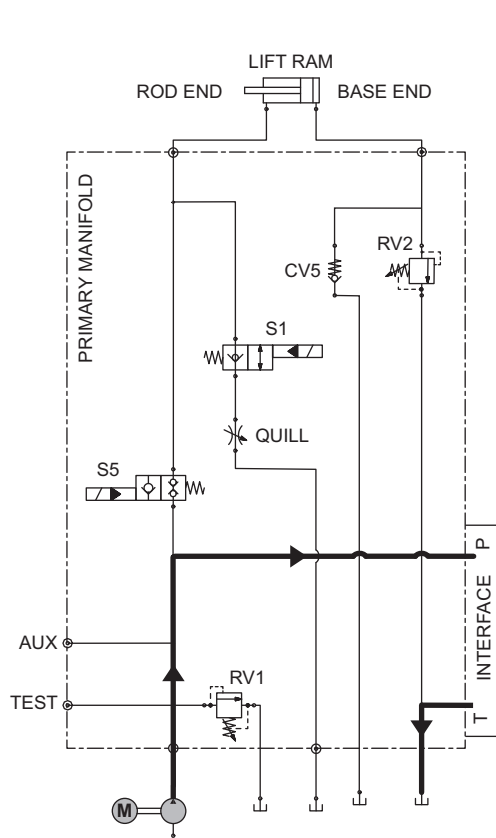 LIFT RAM
ROD END
BASE END
PRIMARY MANIFOLD
RV2
CV5
S1
QUILL
S5
P
INTERFACE
AUX
RV1
TEST
T
M